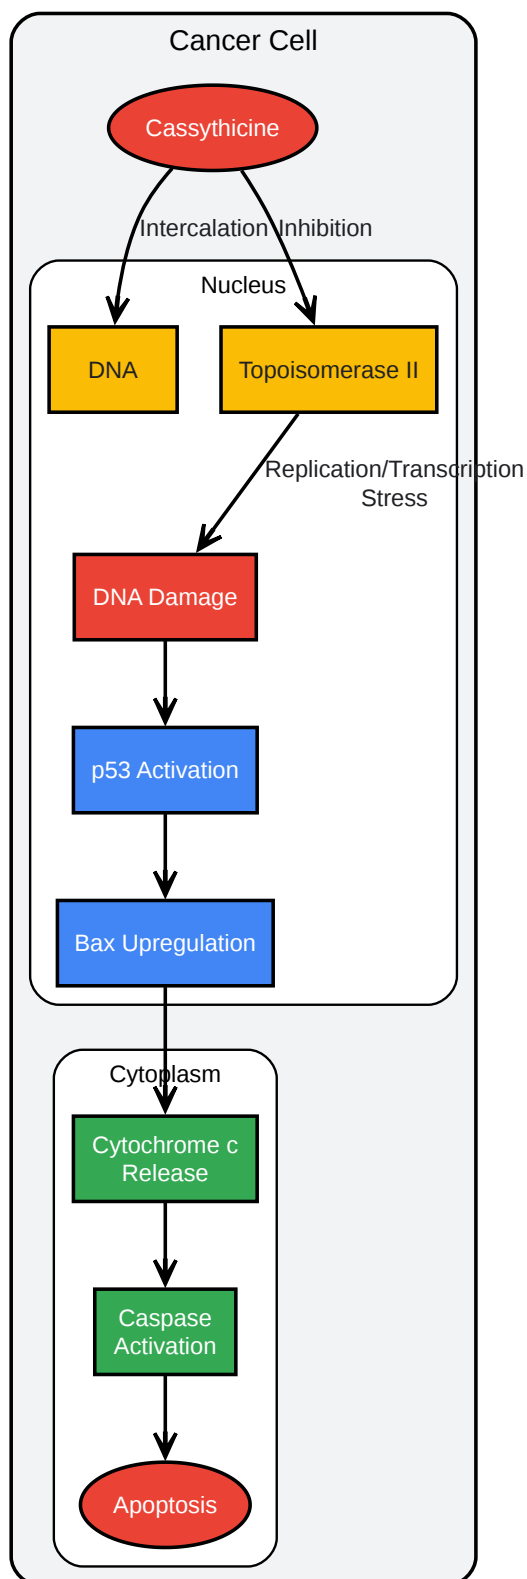 Cancer Cell
Cassythicine
Intercalation
Inhibition
Nucleus
DNA
Topoisomerase II
Replication/Transcription
Stress
DNA Damage
p53 Activation
Bax Upregulation
Cytoplasm
Cytochrome c
Release
Caspase
Activation
Apoptosis